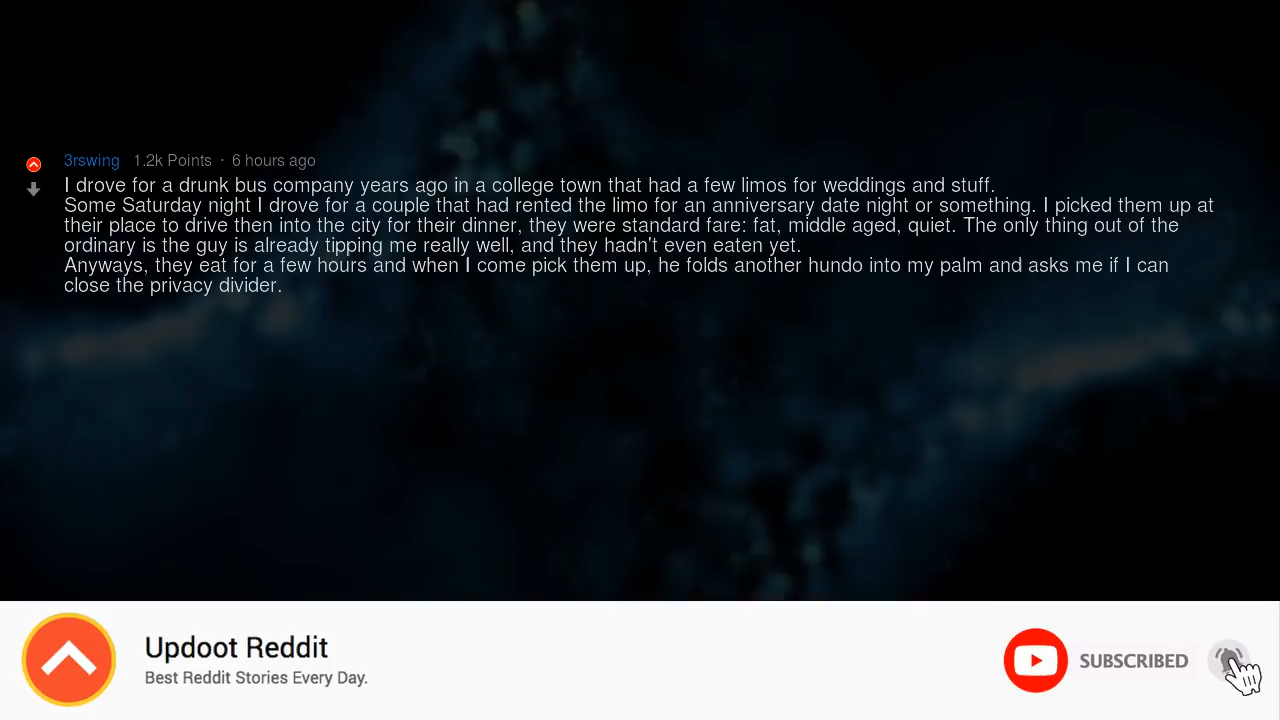 3rswing 1.2k Points · 6 hours ago
I drove for a drunk bus company years ago in a college town that had a few limos for weddings and stuff.
Some Saturday night I drove for a couple that had rented the limo for an anniversary date night or something. I picked them up at
their place to drive then into the city for their dinner, they were standard fare: fat, middle aged, quiet. The only thing out of the
ordinary is the guy is already tipping me really well, and they hadn't even eaten yet.
Anyways, they eat for a few hours and when I come pick them up, he folds another hundo into my palm and asks me if I can
close the privacy divider.
Updoot Reddit
Best Reddit Stories Every Day.
SUBSCRIBED